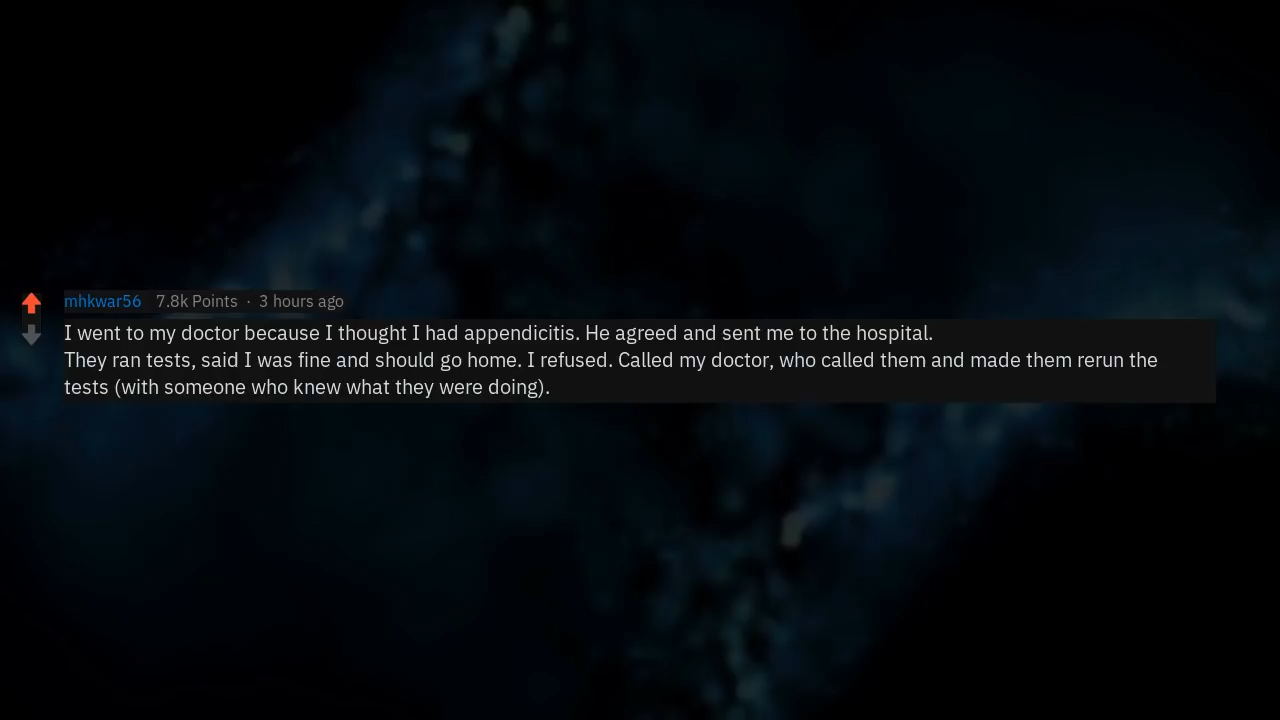 mhkwar56 7.8k Points · 3 hours ago
I went to my doctor because I thought I had appendicitis. He agreed and sent me to the hospital.
They ran tests, said I was fine and should go home. I refused. Called my doctor, who called them and made them rerun the
tests (with someone who knew what they were doing).